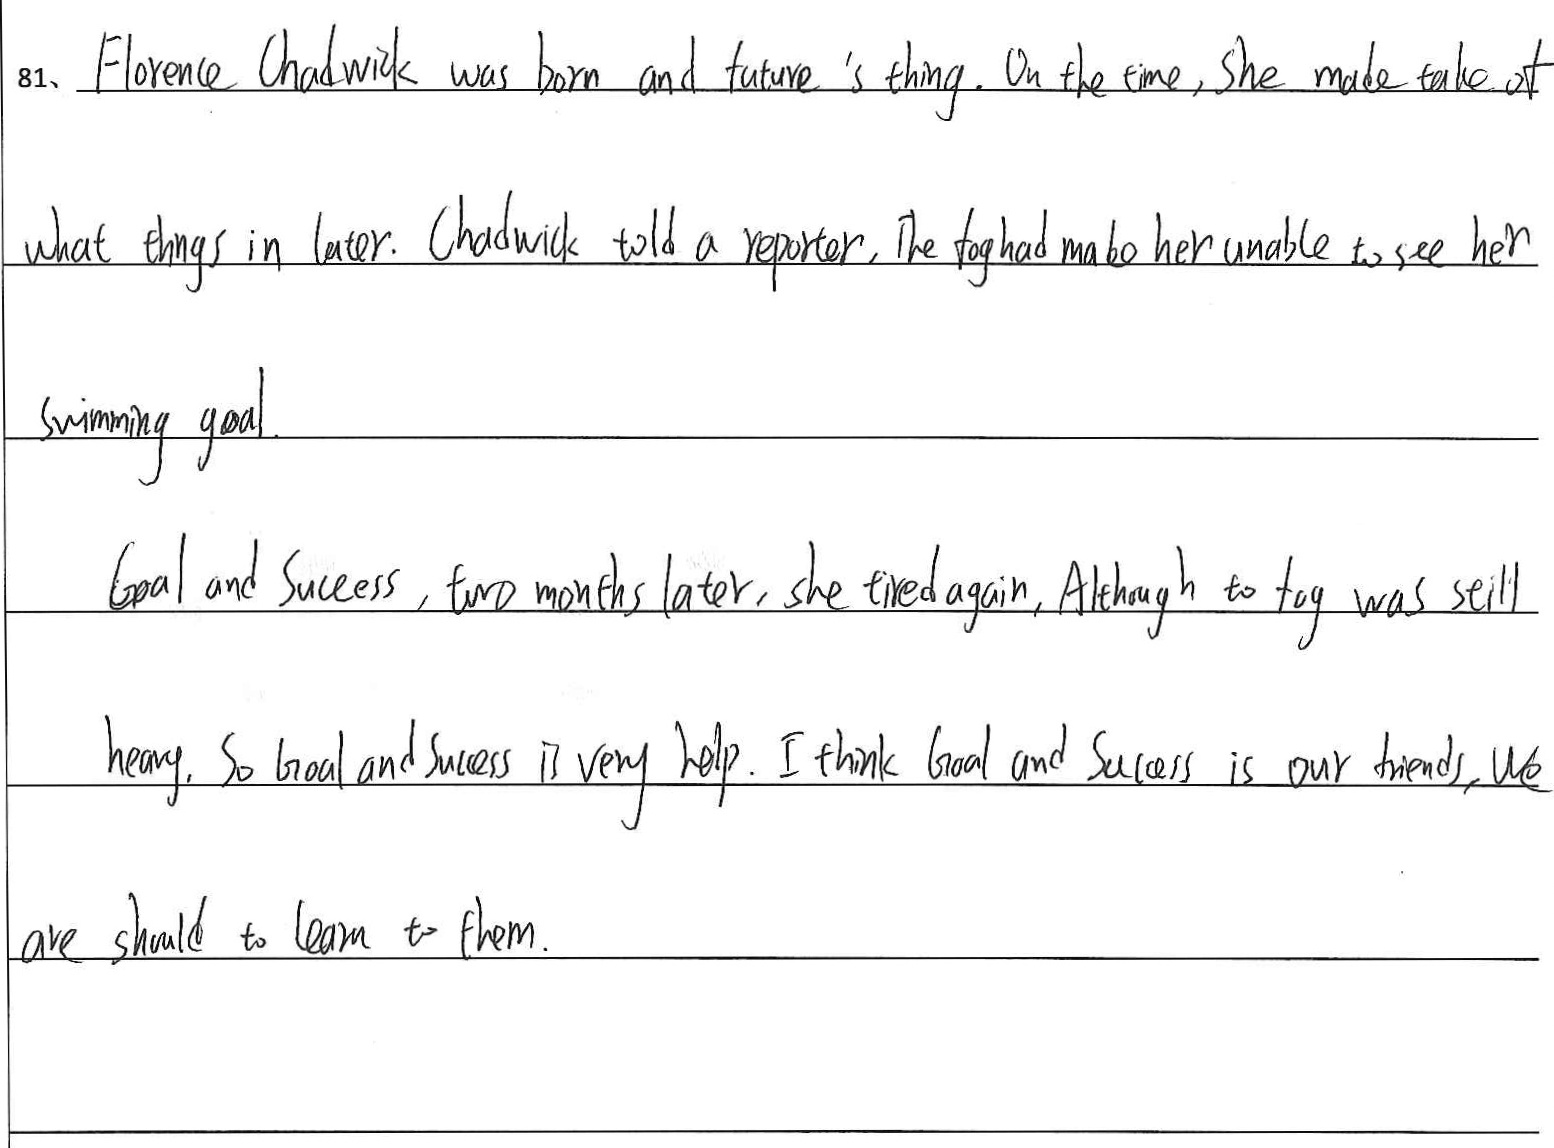 81、 Florence Chadwick was born and future's thing. On the time, She made take of
what thngs in later. Chadwick told a reporter, The fog had mabo her unable to see her
swimming goal.
Goal and Success, two months later, she tired again, Although to fog was seill
heavy. So Goal and Success is very help. I think Goal and Success is our friends, We
are should to learn to them.